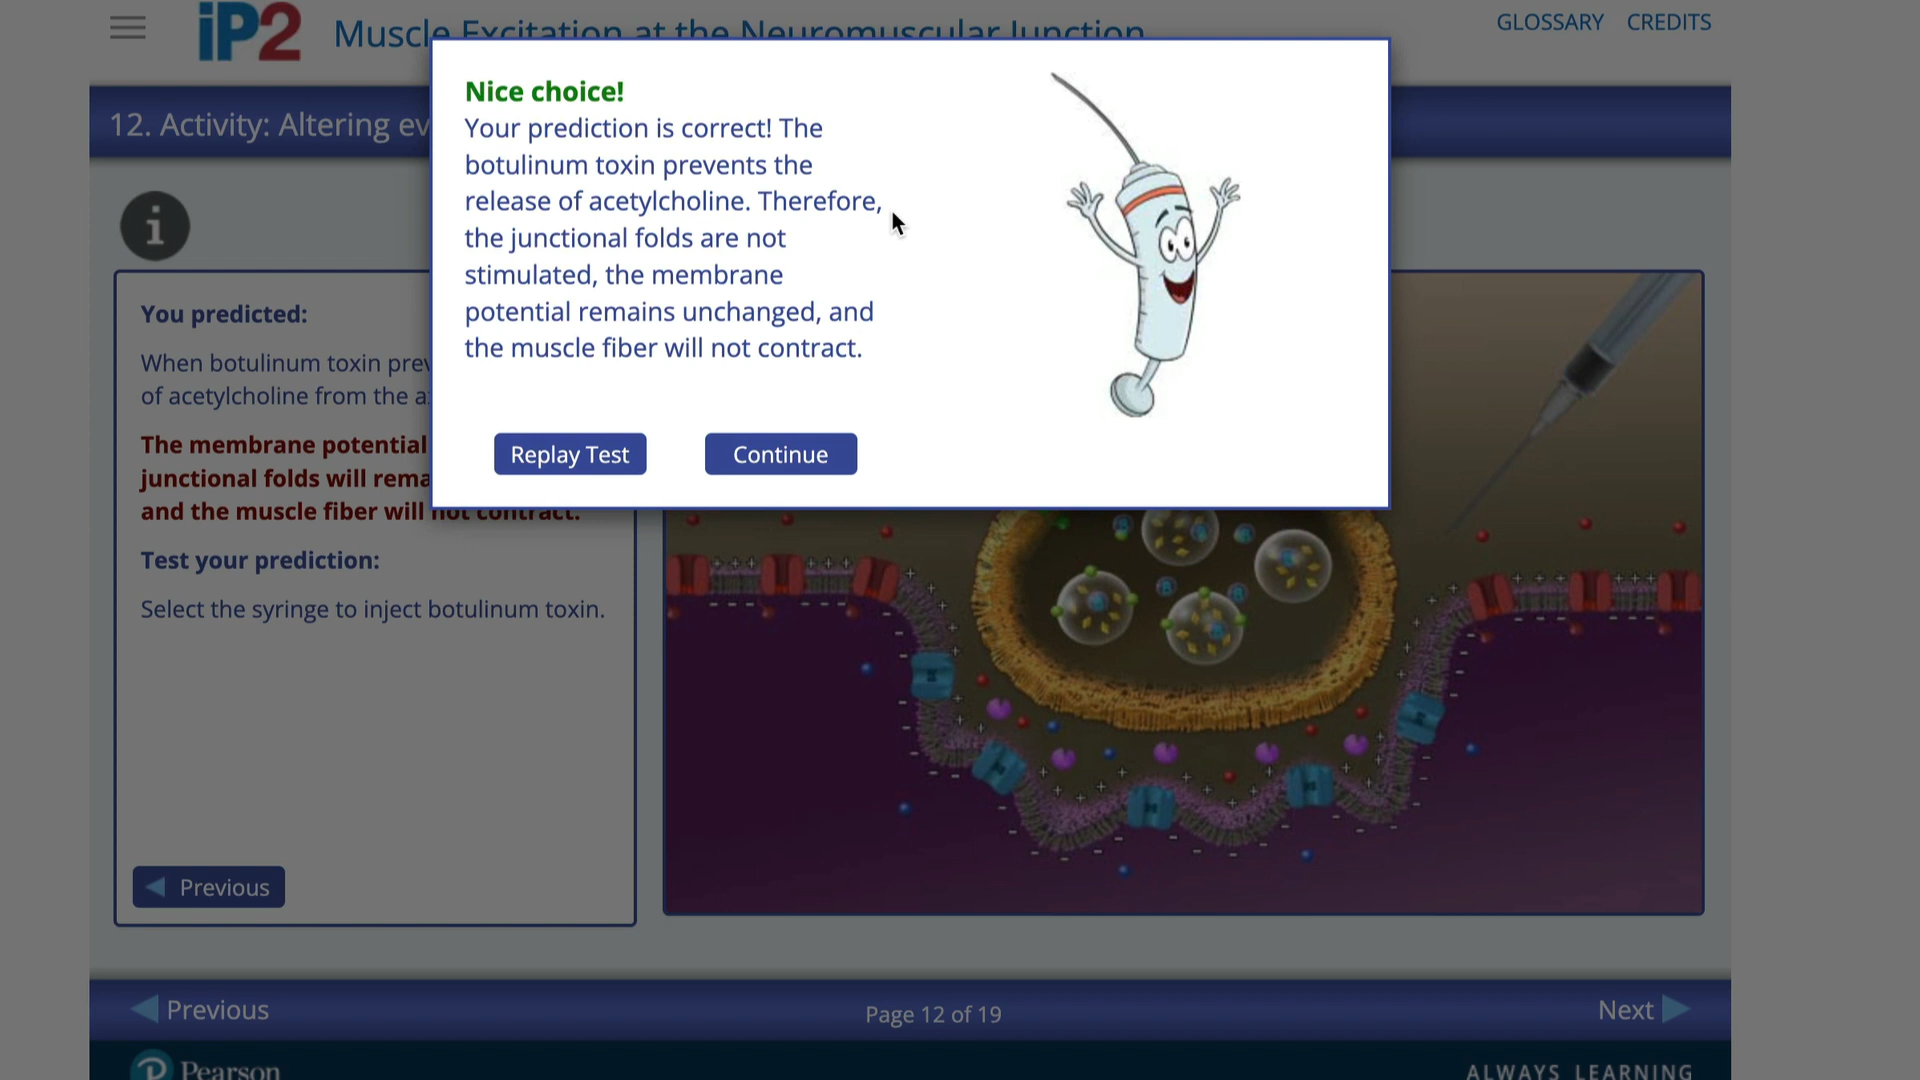 iP2
Muscle Excitation at the Neuromuscular Junction
GLOSSARY CREDITS
12. Activity: Altering ev
Nice choice!
Your prediction is correct! The
botulinum toxin prevents the
release of acetylcholine. Therefore,
the junctional folds are not
stimulated, the membrane
potential remains unchanged, and
the muscle fiber will not contract.
Replay Test
Continue
i
You predicted:
When botulinum toxin prev
of acetylcholine from the a
The membrane potential
junctional folds will rema
and the muscle fiber will not contract.
Test your prediction:
Select the syringe to inject botulinum toxin.
Previous
Previous
Page 12 of 19
Next
Pearson
ALWAYS LEARNING